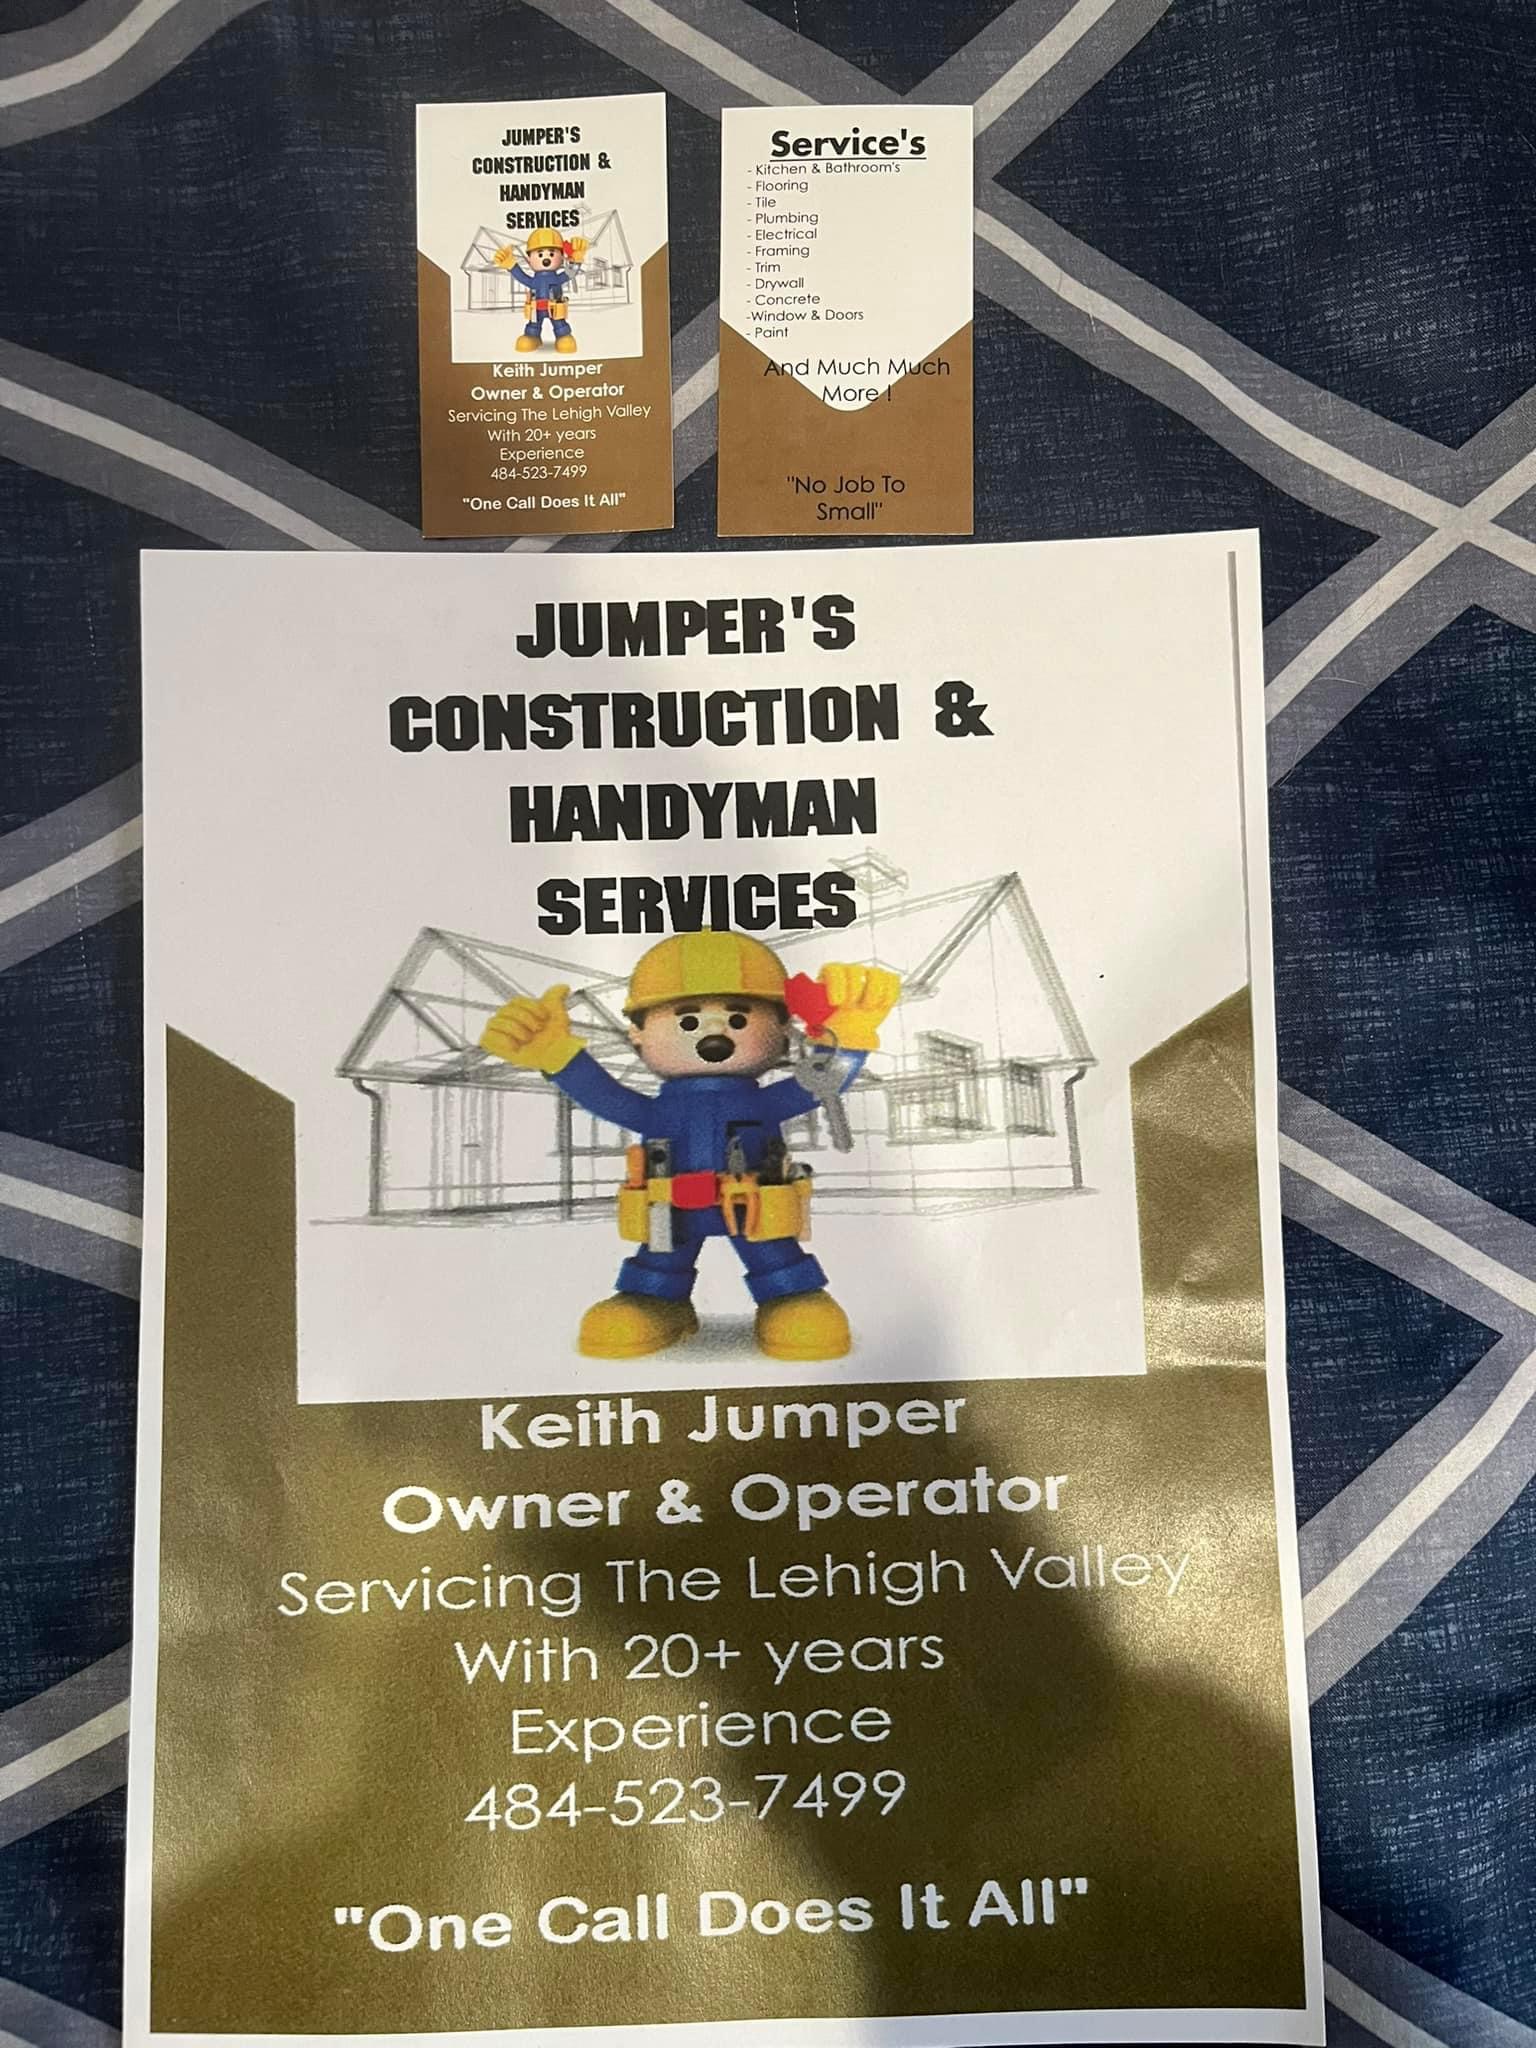 JUMPER'S
CONSTRUCTION &
HANDYMAN
SERVICES
Keith Jumper
Owner & Operator
Servicing The Lehigh Valley
With 20+ years
Experience
484-523-7499
"One Call Does It All"
Service's
- Kitchen & Bathroom's
- Flooring
- Tile
- Plumbing
- Electrical
- Framing
- Trim
- Drywall
- Concrete
-Window & Doors
- Paint
And Much Much
More !
"No Job To
Small"
JUMPER'S
CONSTRUCTION &
HANDYMAN
SERVICES
Keith Jumper
Owner & Operator
Servicing The Lehigh Valley
With 20+ years
Experience
484-523-7499
"One Call Does It All"